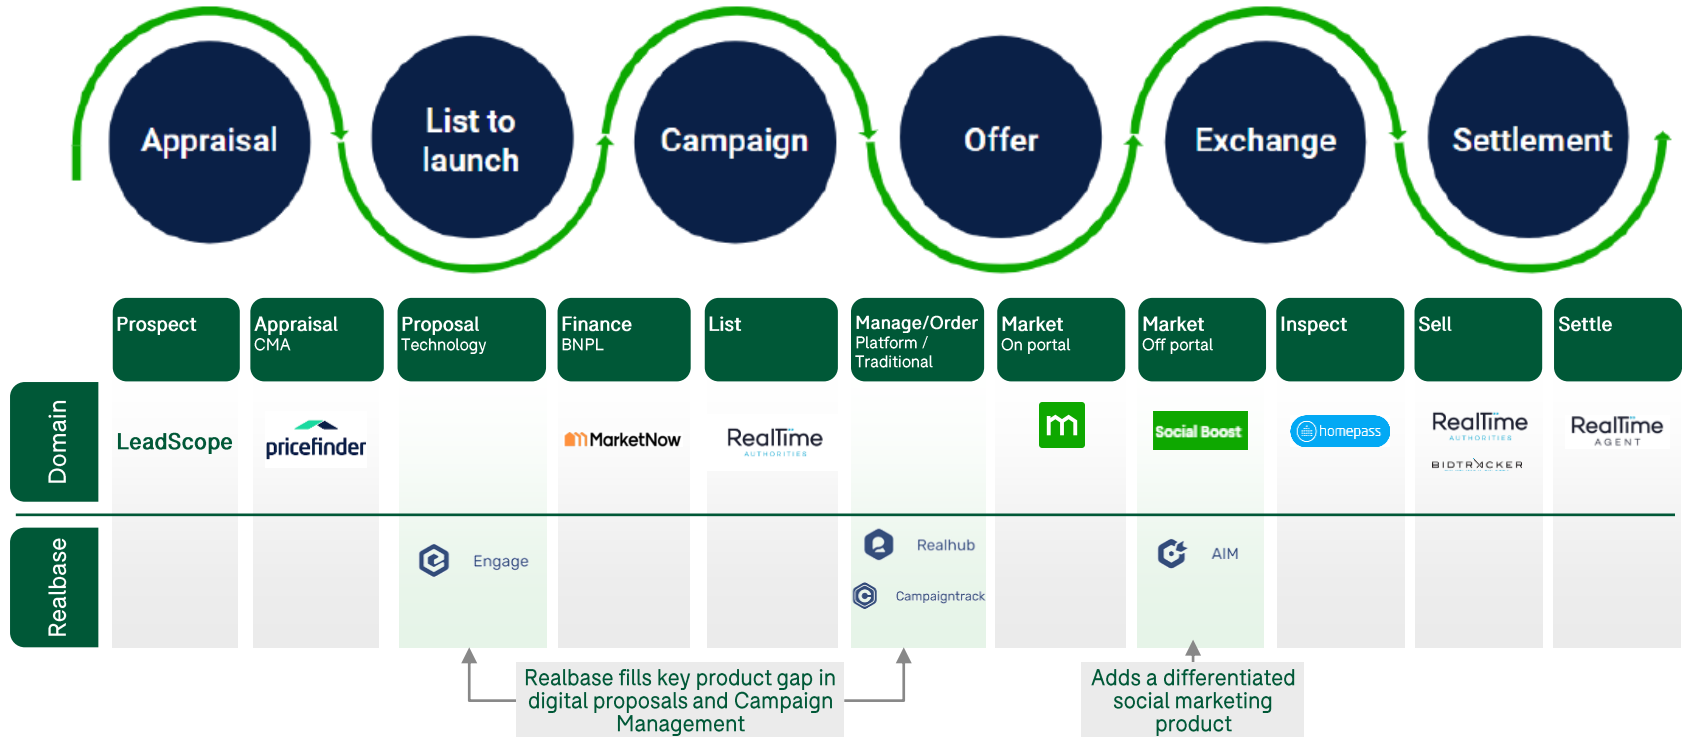 Appraisal
List to
launch
Campaign
Offer
Exchange
Settlement
Prospect
Appraisal
CMA
Proposal
Technology
Finance
BNPL
List
Manage/Order
Platform /
Traditional
Market
On portal
Market
Off portal
Inspect
Sell
Settle
Domain
LeadScope
pricefinder
MarketNow
RealTime
AUTHORITIES
Social Boost
homepass
RealTime
AUTHORITIES
BIDTRACKER
RealTime
AGENT
Realbase
Engage
Realhub
Campaigntrack
AIM
Realbase fills key product gap in
digital proposals and Campaign
Management
Adds a differentiated
social marketing
product